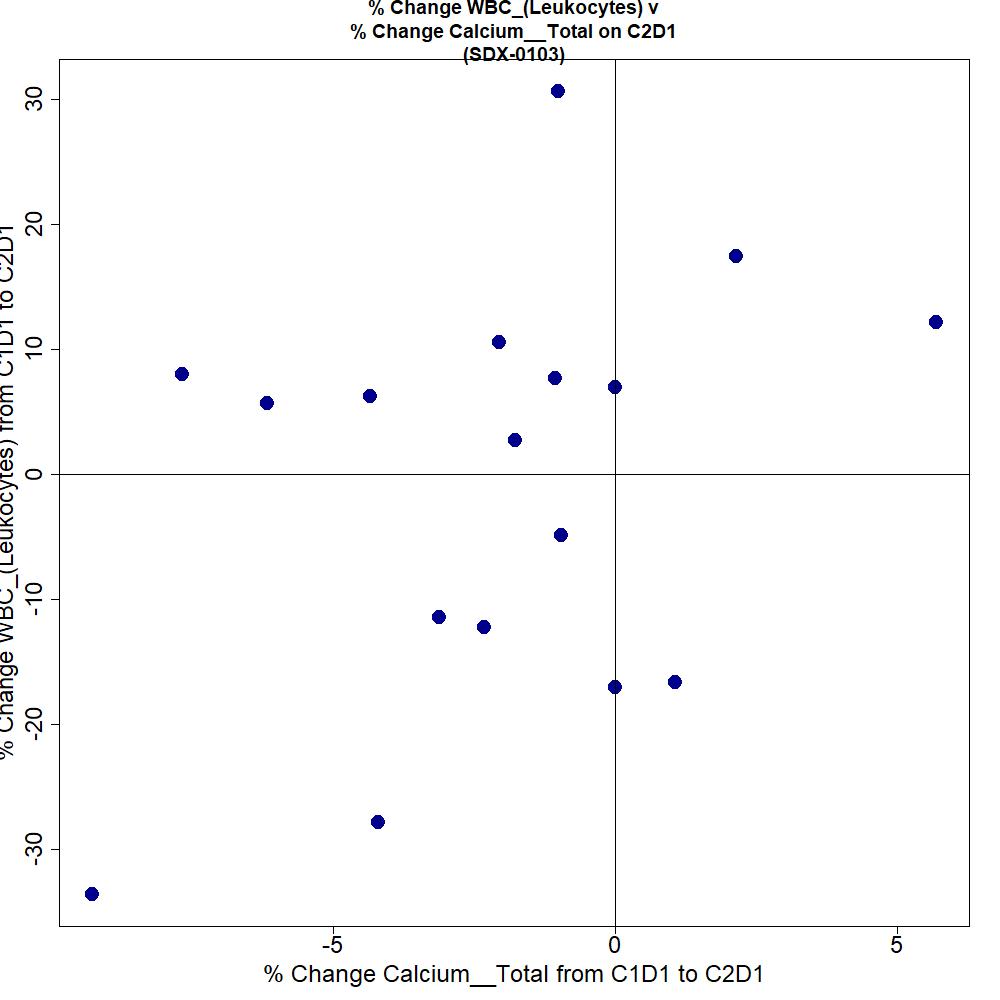 % Change WBC_(Leukocytes) v
% Change Calcium__Total on C2D1
(SDX-0103)
% Change WBC_(Leukocytes) from C1D1 to C2D1
30
20
10
0
-10
-20
-30
-5
0
5
% Change Calcium__Total from C1D1 to C2D1